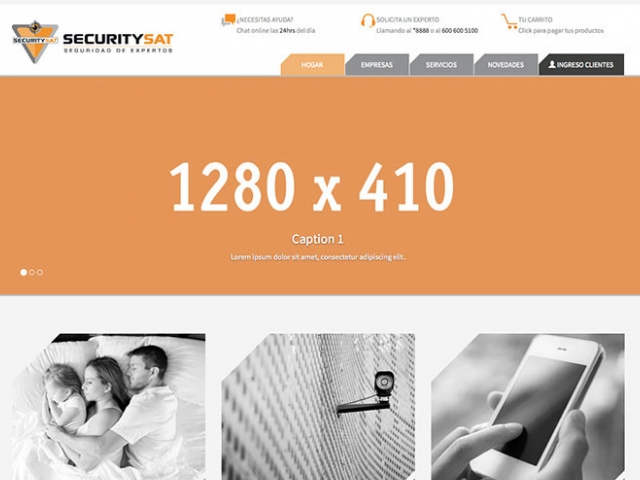 SECURITYSAT
SECURITYSAT
SEGURIDAD DE EXPERTOS
¿NECESITAS AYUDA?
Chat online las 24hrs del día
SOLICITA UN EXPERTO
Llamando al *8888 o al 600 600 5100
TU CARRITO
Click para pagar tus productos
HOGAR
EMPRESAS
SERVICIOS
NOVEDADES
INGRESO CLIENTES
1280 x 410
Caption 1
Lorem ipsum dolor sit amet, consectetur adipiscing elit.